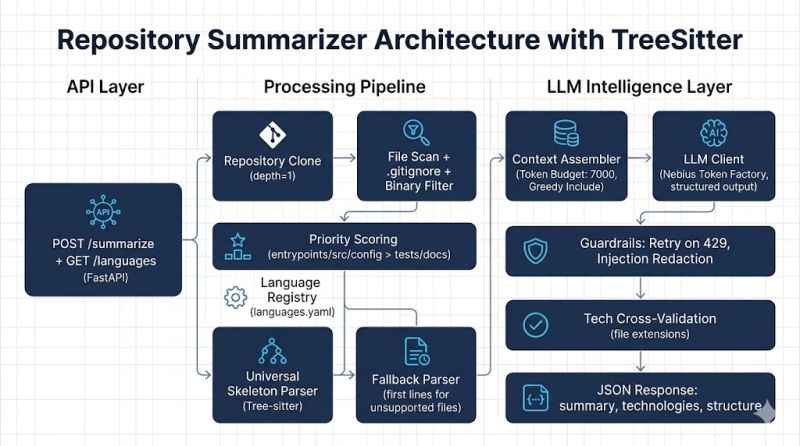 Repository Summarizer Architecture with TreeSitter
API Layer
Processing Pipeline
LLM Intelligence Layer
API
POST /summarize
+ GET /languages
(FastAPI)
Repository Clone
(depth=1)
File Scan +
.gitignore +
Binary Filter
Priority Scoring
(entrypoints/src/config > tests/docs)
Language
Registry
(languages.yaml)
Universal
Skeleton Parser
(Tree-sitter)
Fallback Parser
(first lines for
unsupported files)
Context Assembler
(Token Budget: 7000,
Greedy Include)
AI
LLM Client
(Nebius Token Factory,
structured output)
Guardrails: Retry on 429,
Injection Redaction
Tech Cross-Validation
(file extensions)
{...}
JSON Response:
summary, technologies, structure